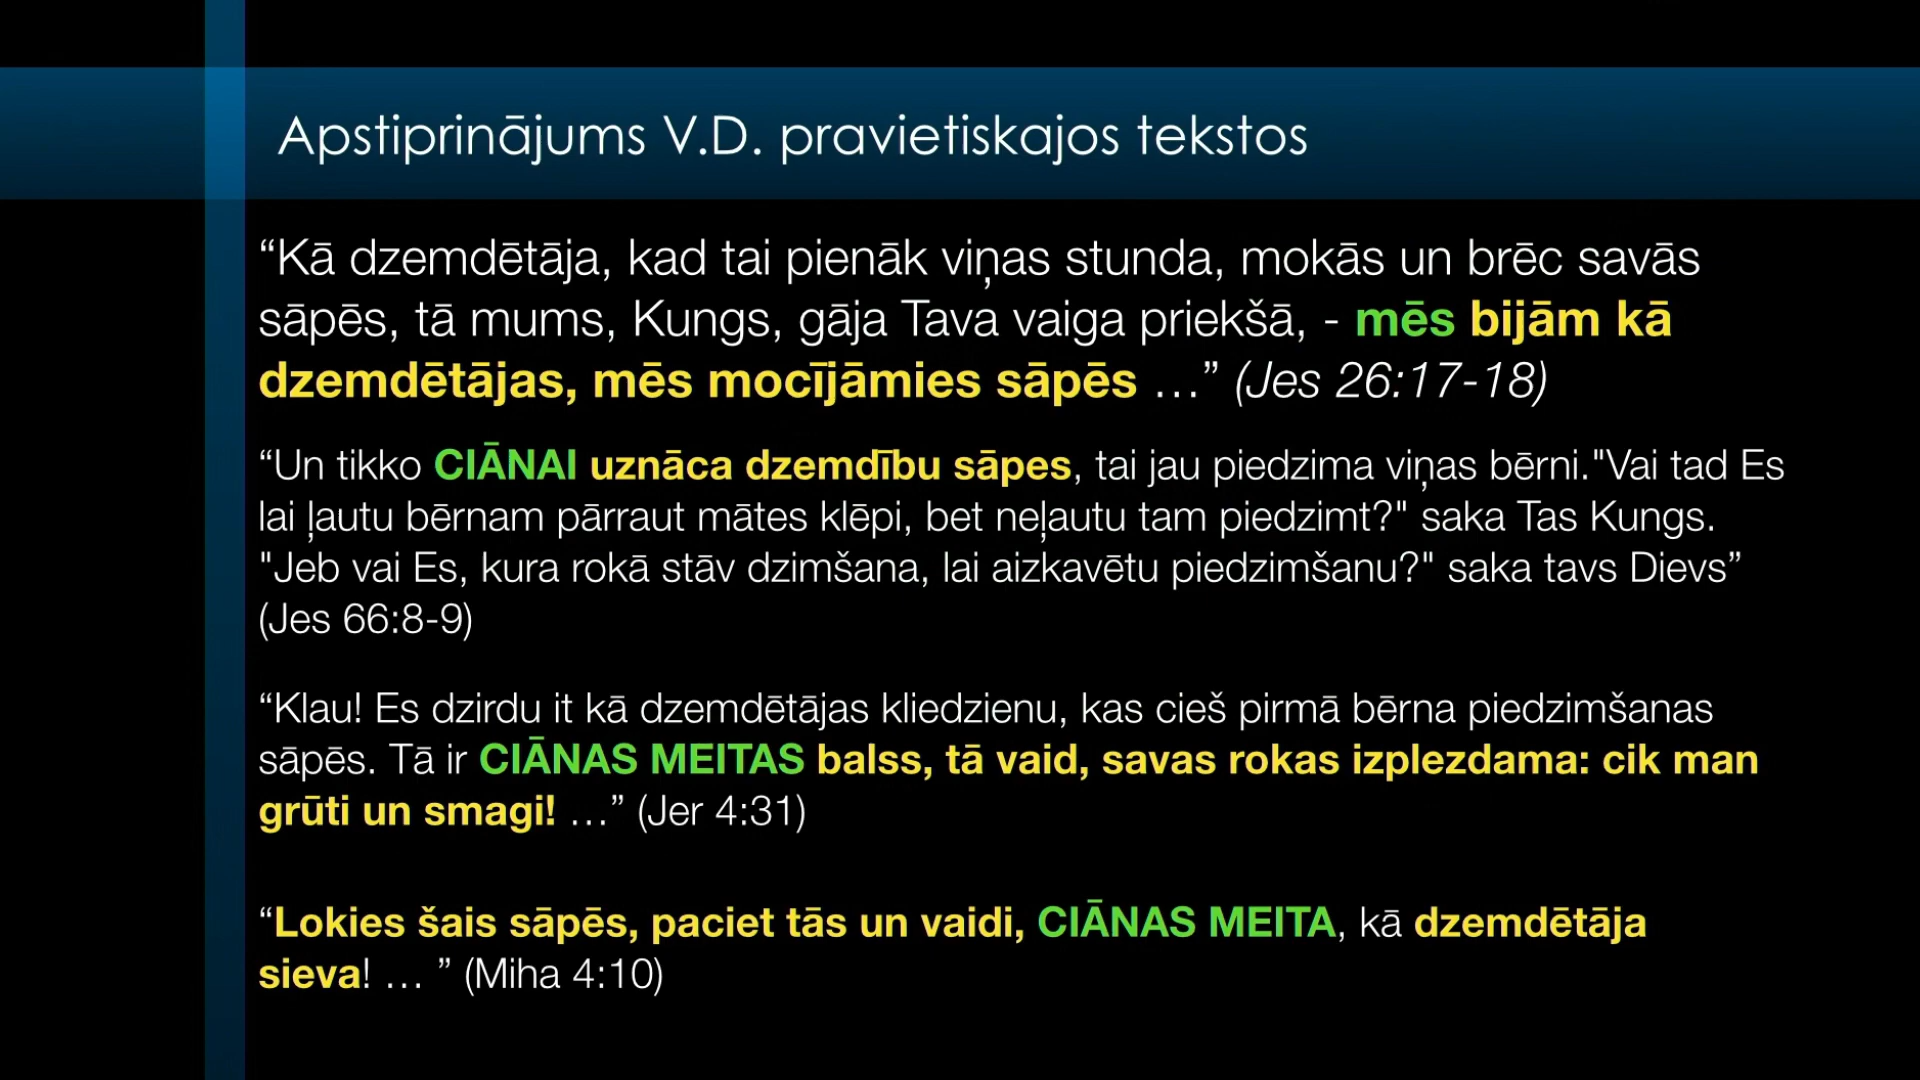 Apstiprinājums V.D. pravietiskajos tekstos
“Kā dzemdētāja, kad tai pienāk viņas stunda, mokās un brēc savās
sāpēs, tā mums, Kungs, gāja Tava vaiga priekšā, - mēs bijām kā
dzemdētājas, mēs mocījāmies sāpēs …” (Jes 26:17-18)
“Un tikko CIĀNAI uznāca dzemdību sāpes, tai jau piedzima viņas bērni."Vai tad Es
lai ļautu bērnam pārraut mātes klēpi, bet neļautu tam piedzimt?" saka Tas Kungs.
"Jeb vai Es, kura rokā stāv dzimšana, lai aizkavētu piedzimšanu?" saka tavs Dievs”
(Jes 66:8-9)
“Klau! Es dzirdu it kā dzemdētājas kliedzienu, kas cieš pirmā bērna piedzimšanas
sāpēs. Tā ir CIĀNAS MEITAS balss, tā vaid, savas rokas izplezdama: cik man
grūti un smagi! …” (Jer 4:31)
“Lokies šais sāpēs, paciet tās un vaidi, CIĀNAS MEITA, kā dzemdētāja
sieva! … ” (Miha 4:10)